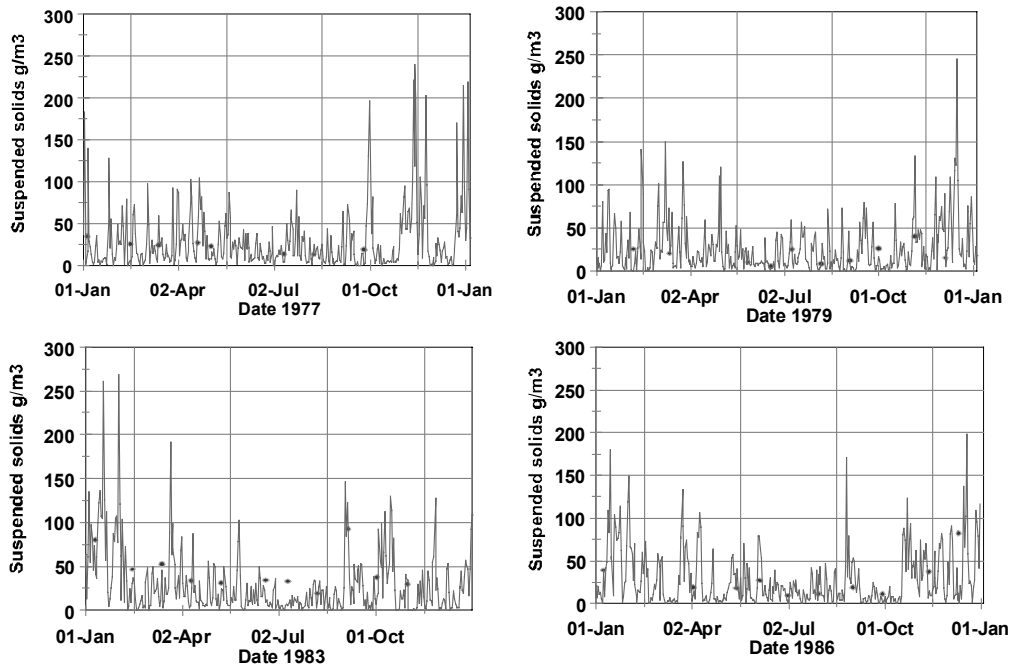 Suspended solids g/m3
300
250
200
150
100
50
0
01-Jan 02-Apr 02-Jul 01-Oct 01-Jan
Date 1977
Suspended solids g/m3
300
250
200
150
100
50
0
01-Jan 02-Apr 02-Jul 01-Oct 01-Jan
Date 1979
Suspended solids g/m3
300
250
200
150
100
50
0
01-Jan 02-Apr 02-Jul 01-Oct
Date 1983
Suspended solids g/m3
300
250
200
150
100
50
0
01-Jan 02-Apr 02-Jul 01-Oct 01-Jan
Date 1986